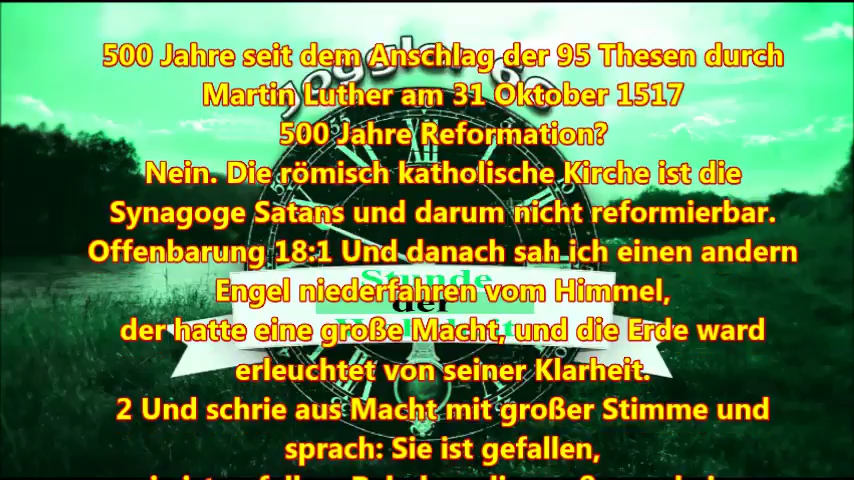 500 Jahre seit dem Anschlag der 95 Thesen durch
Martin Luther am 31 Oktober 1517
500 Jahre Reformation?
Nein. Die römisch katholische Kirche ist die
Synagoge Satans und darum nicht reformierbar.
Offenbarung 18:1 Und danach sah ich einen andern
Engel niederfahren vom Himmel,
der hatte eine große Macht, und die Erde ward
erleuchtet von seiner Klarheit.
2 Und schrie aus Macht mit großer Stimme und
sprach: Sie ist gefallen,
Stunde
der